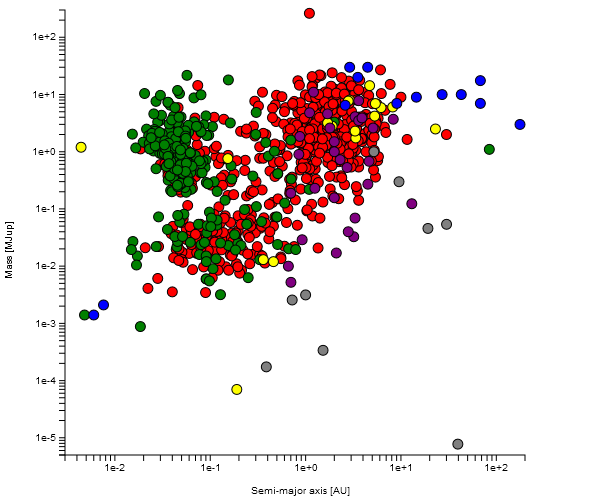 1e+2
1e+1
1e+0
1e-1
1e-2
1e-3
1e-4
1e-5
Mass [Mjup]
1e-2 1e-1 1e+0 1e+1 1e+2
Semi-major axis [AU]